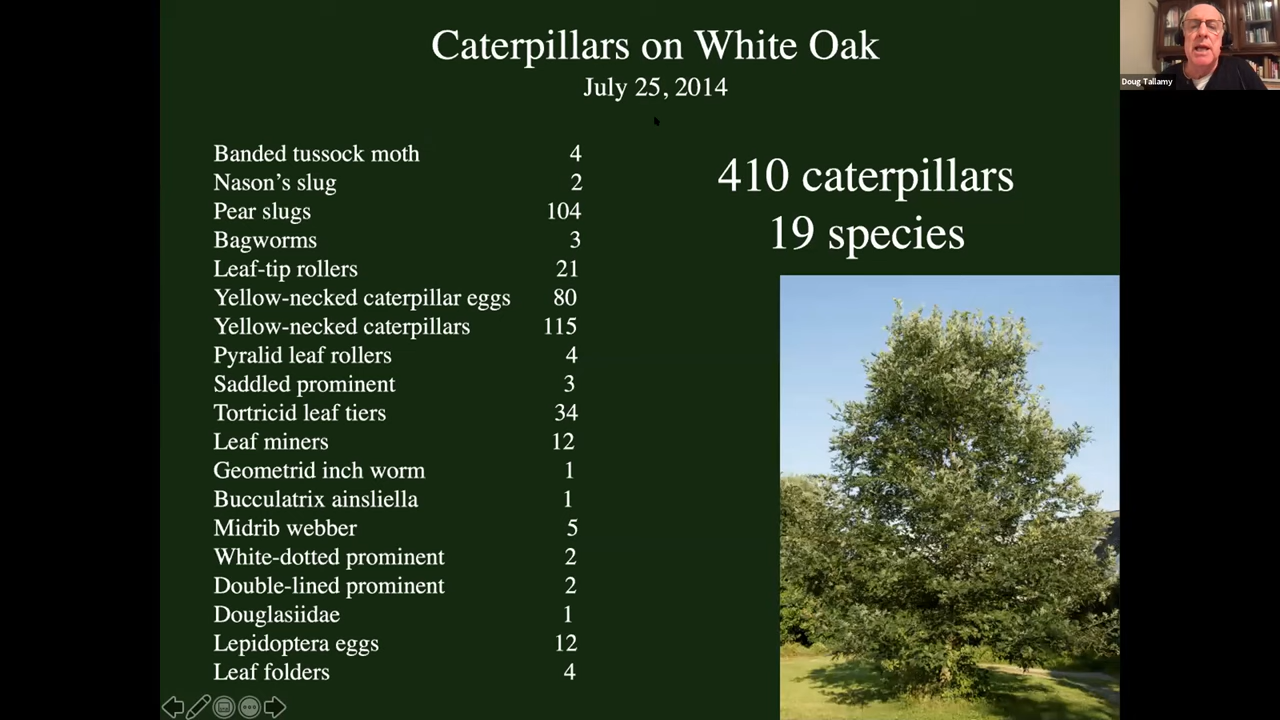 Caterpillars on White Oak
July 25, 2014
Banded tussock moth 4
Nason's slug 2
Pear slugs 104
Bagworms 3
Leaf-tip rollers 21
Yellow-necked caterpillar eggs 80
Yellow-necked caterpillars 115
Pyralid leaf rollers 4
Saddled prominent 3
Tortricid leaf tiers 34
Leaf miners 12
Geometrid inch worm 1
Bucculatrix ainsliella 1
Midrib webber 5
White-dotted prominent 2
Double-lined prominent 2
Douglasiidae 1
Lepidoptera eggs 12
Leaf folders 4
410 caterpillars
19 species
Doug Tallamy